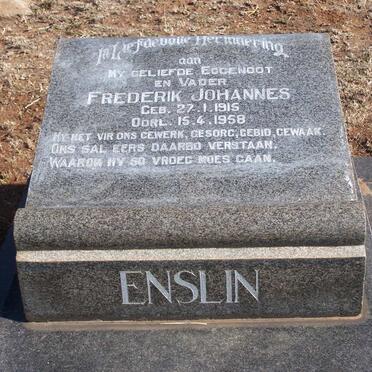 In Liefdevolle Herinnering
aan
My geliefde Eggenoot
en Vader
Frederik Johannes
Geb. 27.1.1915
Oorl. 15.4.1958
Hy het vir ons gewerk, gesorg, gebid, gewaak.
Ons sal eers daarbo verstaan.
Waarom hy so vroeg moes gaan.
ENSLIN